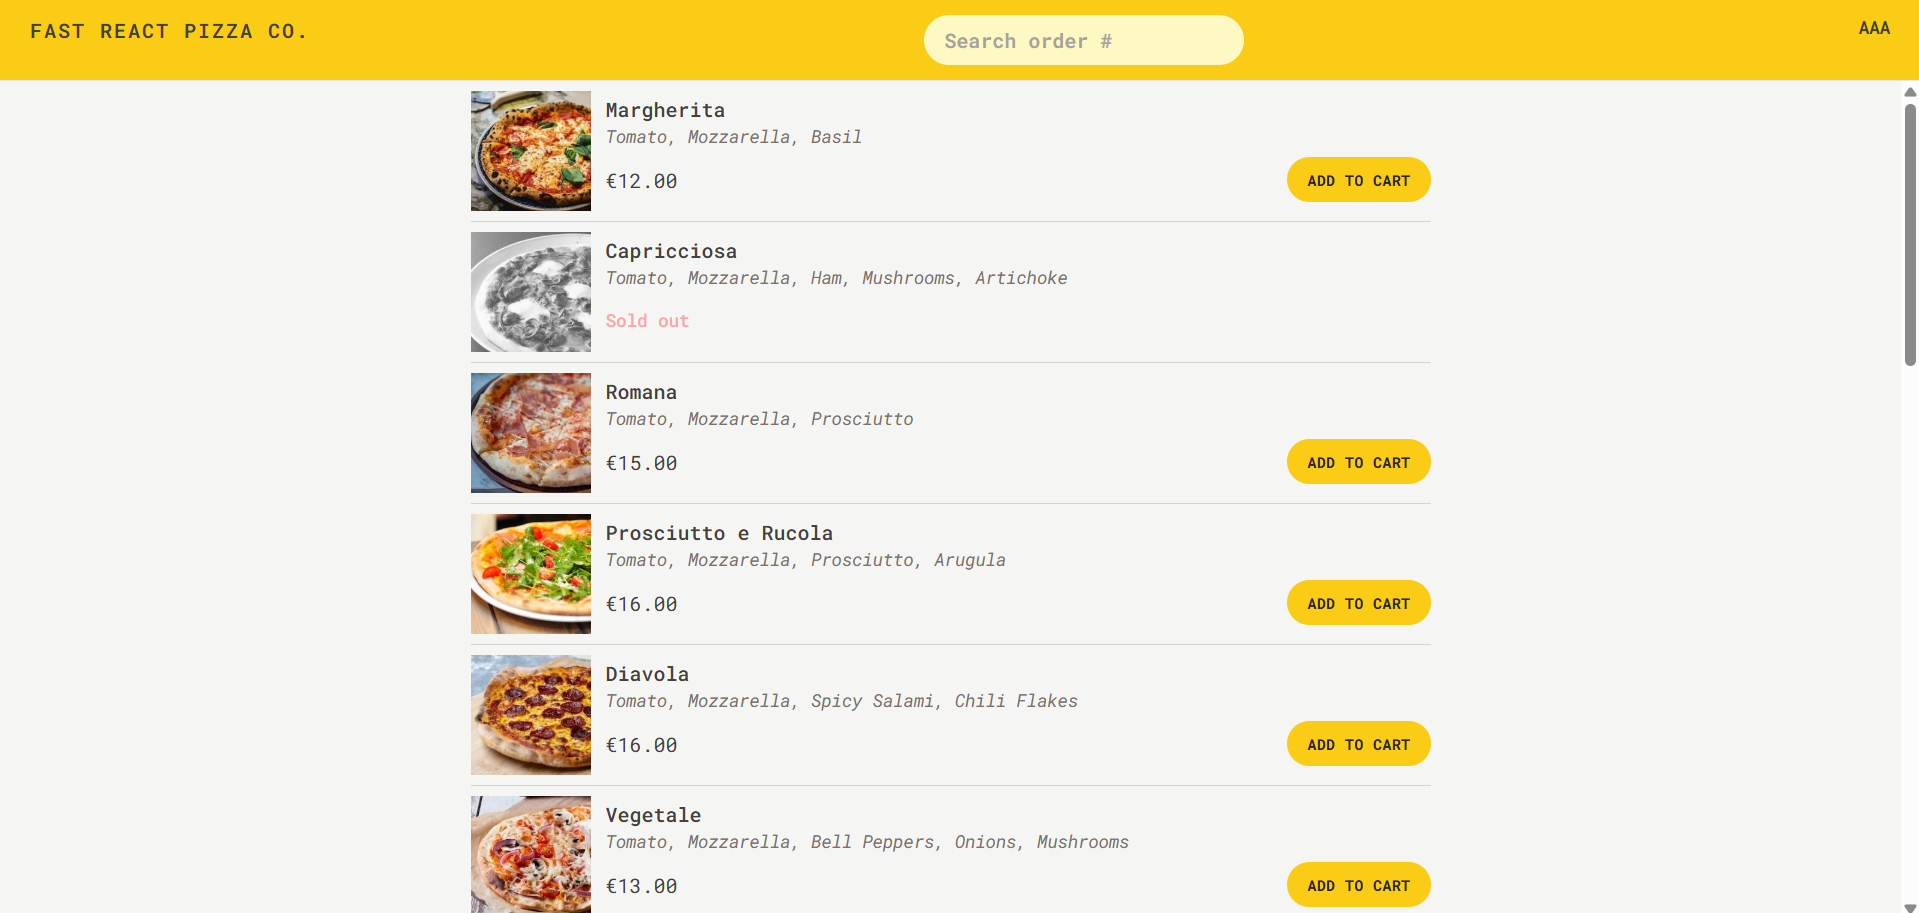 FAST REACT PIZZA CO.
Search order #
AAA
Margherita
Tomato, Mozzarella, Basil
€12.00
ADD TO CART
Capricciosa
Tomato, Mozzarella, Ham, Mushrooms, Artichoke
Sold out
Romana
Tomato, Mozzarella, Prosciutto
€15.00
ADD TO CART
Prosciutto e Rucola
Tomato, Mozzarella, Prosciutto, Arugula
€16.00
ADD TO CART
Diavola
Tomato, Mozzarella, Spicy Salami, Chili Flakes
€16.00
ADD TO CART
Vegetale
Tomato, Mozzarella, Bell Peppers, Onions, Mushrooms
€13.00
ADD TO CART